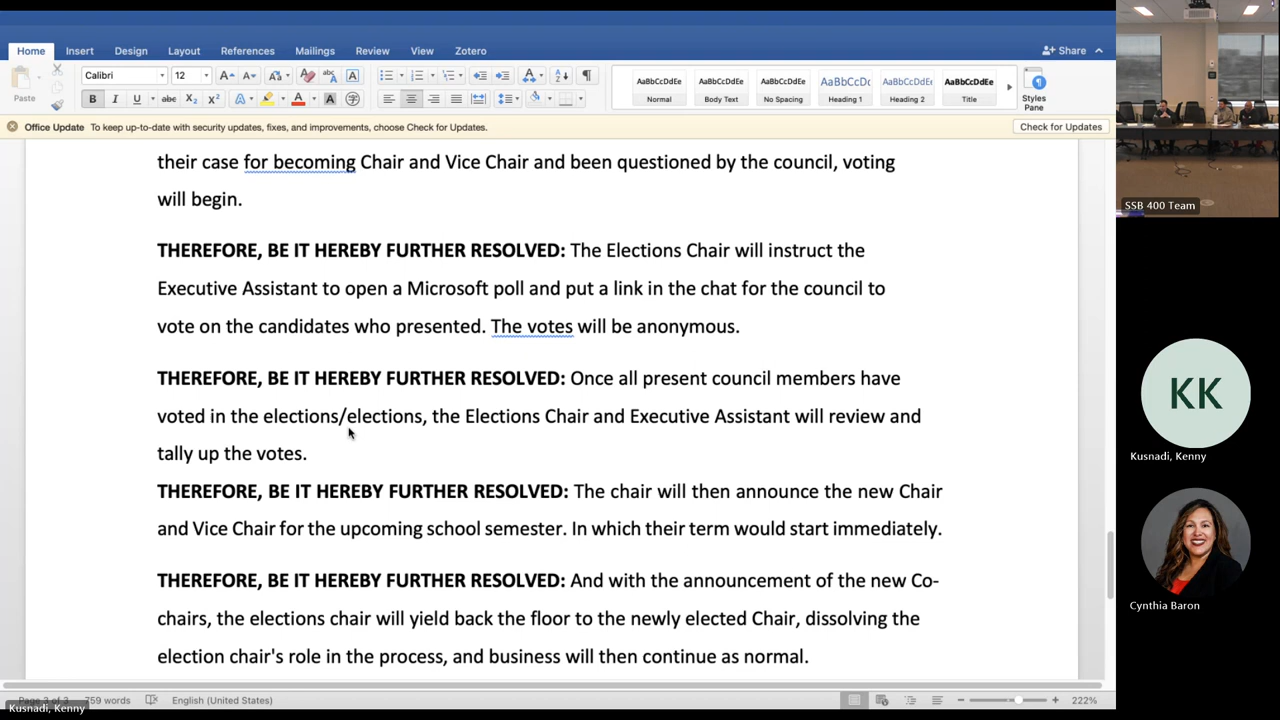 Home Insert Design Layout References Mailings Review View Zotero Share
Calibri 12 AaBbCcDdEe AaBbCcDdEe AaBbCcDdEe AaBbCcDc AaBbCcDdEe AaBbCcDdEe
Paste B I U abc X₂ X² A Normal Body Text No Spacing Heading 1 Heading 2 Title Styles Pane
Office Update To keep up-to-date with security updates, fixes, and improvements, choose Check for Updates. Check for Updates
their case for becoming Chair and Vice Chair and been questioned by the council, voting
will begin.
THEREFORE, BE IT HEREBY FURTHER RESOLVED: The Elections Chair will instruct the
Executive Assistant to open a Microsoft poll and put a link in the chat for the council to
vote on the candidates who presented. The votes will be anonymous.
THEREFORE, BE IT HEREBY FURTHER RESOLVED: Once all present council members have
voted in the elections/elections, the Elections Chair and Executive Assistant will review and
tally up the votes.
THEREFORE, BE IT HEREBY FURTHER RESOLVED: The chair will then announce the new Chair
and Vice Chair for the upcoming school semester. In which their term would start immediately.
THEREFORE, BE IT HEREBY FURTHER RESOLVED: And with the announcement of the new Co-
chairs, the elections chair will yield back the floor to the newly elected Chair, dissolving the
election chair's role in the process, and business will then continue as normal.
Page 3 of 3 759 words English (United States) 222%
Kusnadi, Kenny
SSB 400 Team
KK
Kusnadi, Kenny
Cynthia Baron